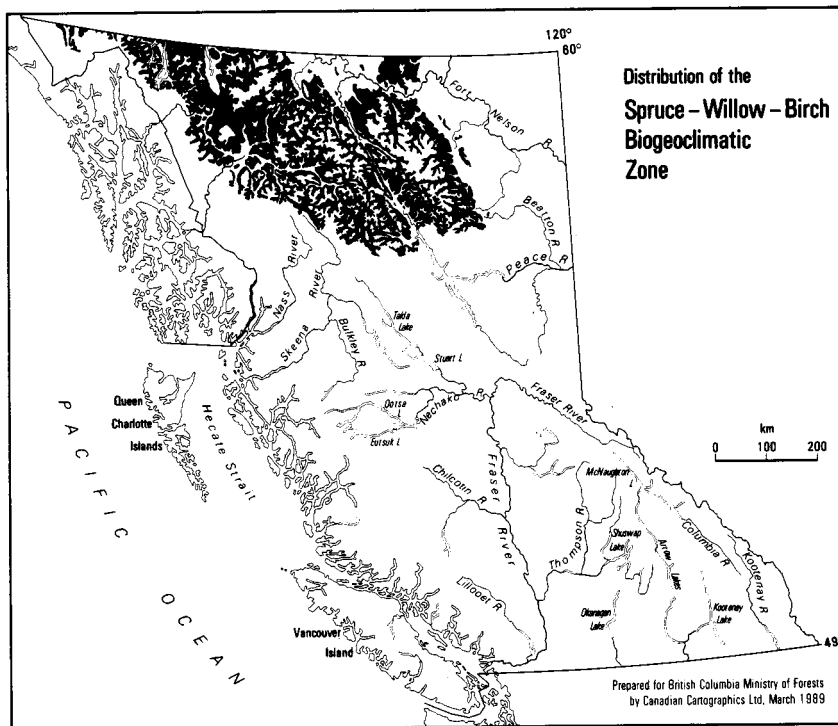 120°
60°
Distribution of the
Spruce – Willow – Birch
Biogeoclimatic
Zone
Fort
Nelson R.
Beatton R.
Peace R.
Nass River
Skeena River
Bulkley R
Takla
Lake
Stuart L
Queen
Charlotte
Islands
Hecate Strait
PACIFIC OCEAN
Ootsa
L
Eutsuk L
Nechako R.
Fraser River
km
0 100 200
Chilcotin R
Fraser River
McNaughton
L
Thompson R.
Shuswap
Lake
Arrow Lakes
Columbia R
Kootenay R
Lillooet R
Okanagan
Lake
Kootenay
Lake
Vancouver
Island
49
Prepared for British Columbia Ministry of Forests
by Canadian Cartographics Ltd, March 1989